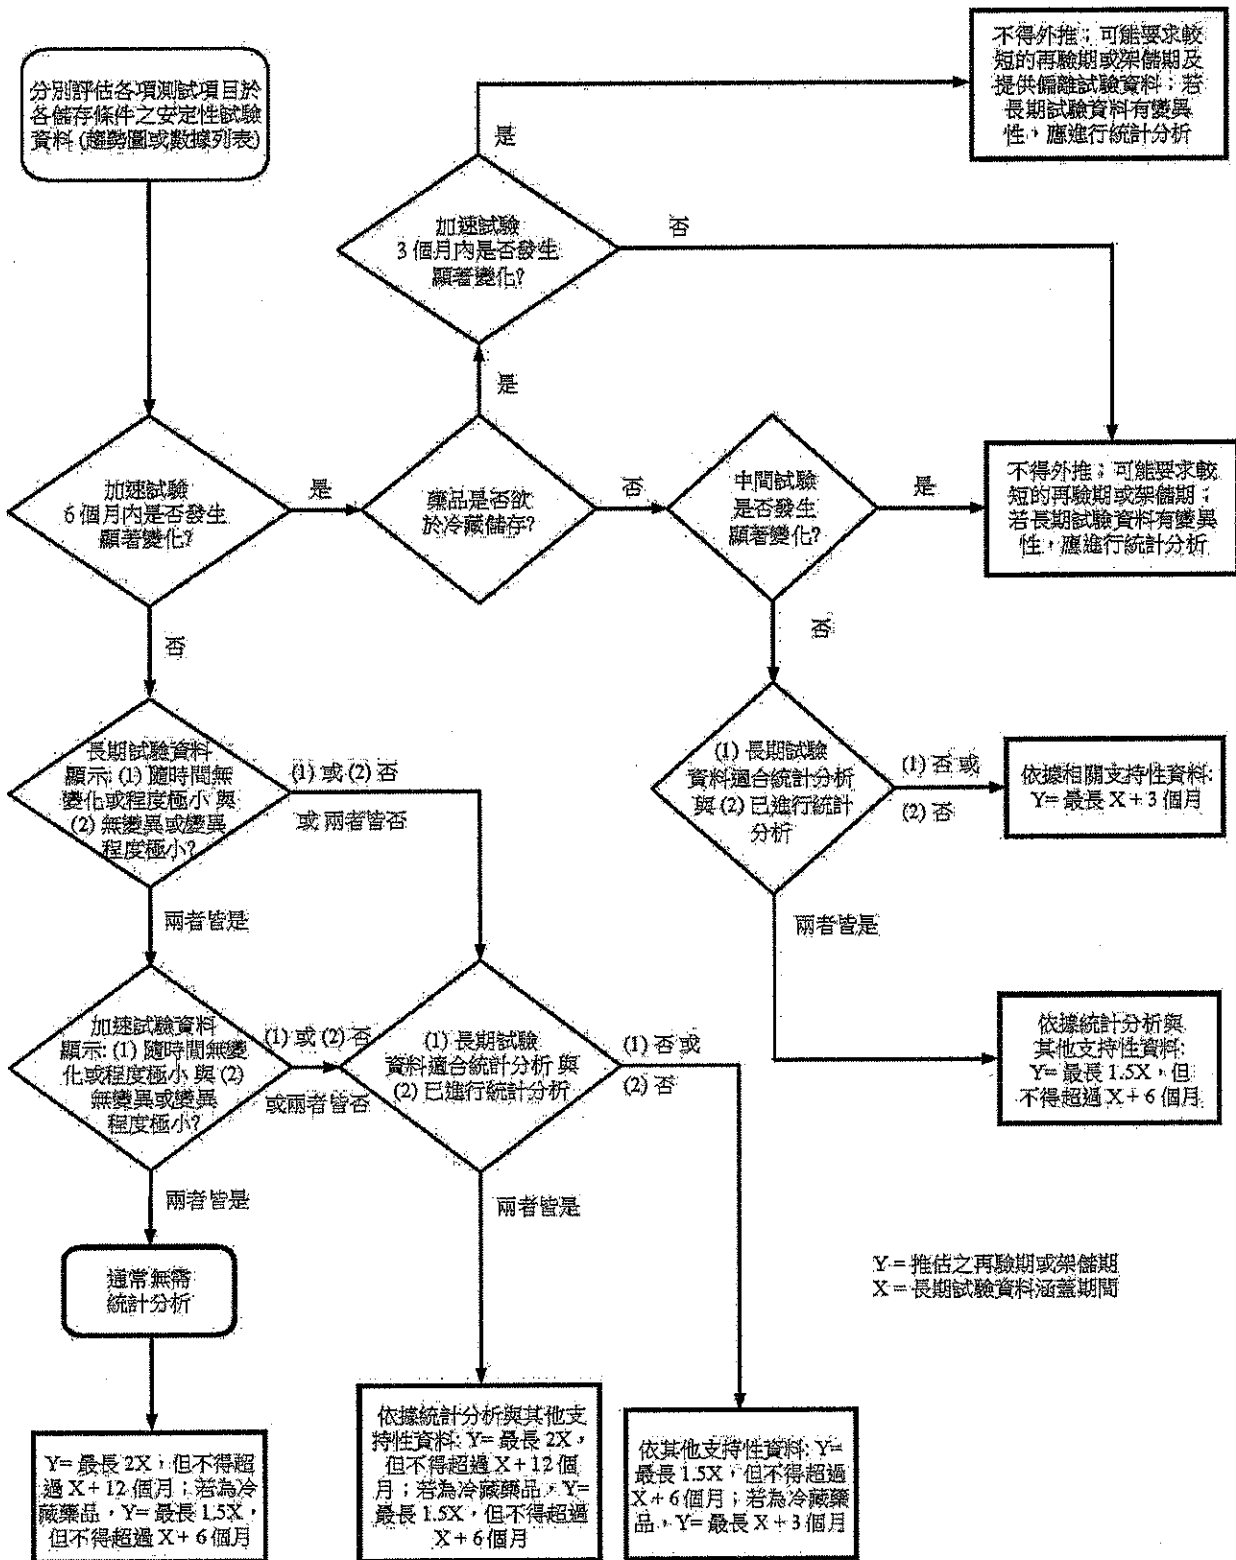 分別評估各項測試項目於
各儲存條件之安定性試驗
資料 (趨勢圖或數據列表)
不得外推；可能要求較
短的再驗期或架儲期及
提供偏離試驗資料；若
長期試驗資料有變異
性，應進行統計分析
是
加速試驗
3 個月內是否發生
顯著變化?
否
是
加速試驗
6 個月內是否發生
顯著變化?
是
藥品是否欲
於冷藏儲存?
否
中間試驗
是否發生
顯著變化?
是
不得外推；可能要求較
短的再驗期或架儲期；
若長期試驗資料有變異
性，應進行統計分析
否
否
長期試驗資料
顯示: (1) 隨時間無
變化或程度極小 與
(2) 無變異或變異
程度極小?
(1) 或 (2) 否
或 兩者皆否
(1) 長期試驗
資料適合統計分析
與 (2) 已進行統計
分析
(1) 否 或
(2) 否
依據相關支持性資料:
Y= 最長 X + 3 個月
兩者皆是
兩者皆是
加速試驗資料
顯示: (1) 隨時間無變
化或程度極小 與 (2)
無變異或變異
程度極小?
(1) 或 (2) 否
或兩者皆否
(1) 長期試驗
資料適合統計分析 與
(2) 已進行統計分析
(1) 否 或
(2) 否
依據統計分析與
其他支持性資料:
Y= 最長 1.5X，但
不得超過 X + 6 個月
兩者皆是
兩者皆是
通常無需
統計分析
Y = 推估之再驗期或架儲期
X = 長期試驗資料涵蓋期間
Y= 最長 2X，但不得超
過 X + 12 個月；若為冷
藏藥品，Y= 最長 1.5X，
但不得超過 X + 6 個月
依據統計分析與其他支
持性資料: Y= 最長 2X，
但不得超過 X + 12 個
月；若為冷藏藥品，Y=
最長 1.5X，但不得超過
X + 6 個月
依其他支持性資料: Y=
最長 1.5X，但不得超過
X + 6 個月；若為冷藏藥
品，Y= 最長 X + 3 個月